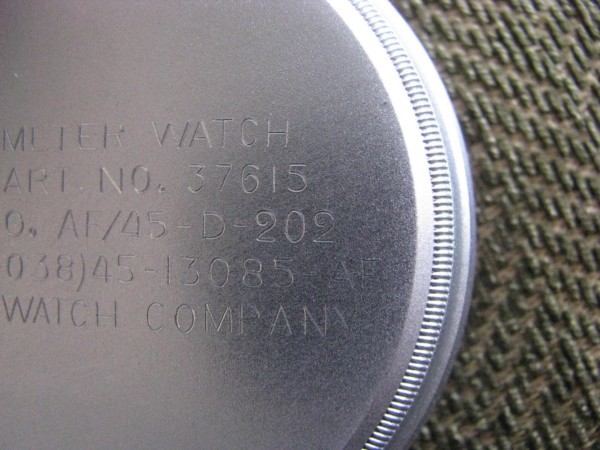 METER WATCH
ART. NO. 37615
O. AF/45-D-202
038)45-13085-AF
WATCH COMPANY